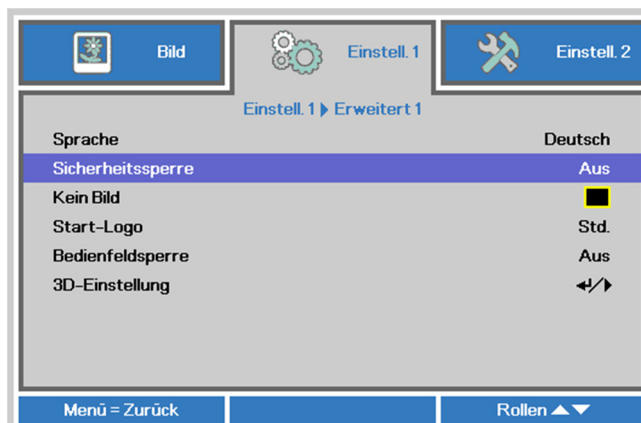 Bild
Einstell. 1
Einstell. 2
Einstell. 1 Erweitert 1
Sprache Deutsch
Sicherheitssperre Aus
Kein Bild
Start-Logo Std.
Bedienfeldsperre Aus
3D-Einstellung /
Menü = Zurück
Rollen